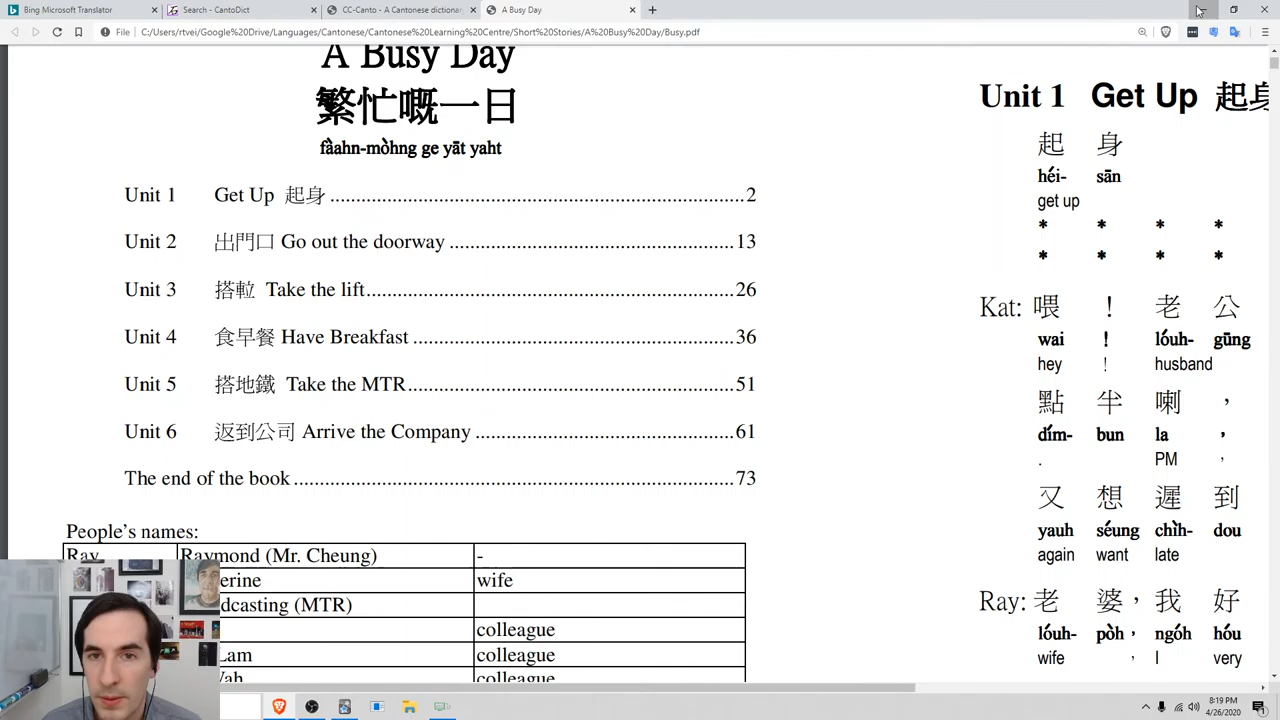 Bing Microsoft Translator
Search - CantoDict
CC-Canto - A Cantonese dictionary
A Busy Day
File
C:/Users/rtvei/Google%20Drive/Languages/Cantonese/Cantonese%20Learning%20Centre/Short%20Stories/A%20Busy%20Day/Busy.pdf
A Busy Day
繁忙嘅一日
fàahn-mòhng ge yāt yaht
Unit 1 Get Up 起身 2
Unit 2 出門口 Go out the doorway 13
Unit 3 搭䢂 Take the lift 26
Unit 4 食早餐 Have Breakfast 36
Unit 5 搭地鐵 Take the MTR 51
Unit 6 返到公司 Arrive the Company 61
The end of the book 73
People's names:
Ray Raymond (Mr. Cheung) -
erine wife
dcasting (MTR)
colleague
Lam colleague
Wah colleague
Unit 1 Get Up 起身
起 身
héi- sān
get up
* * * *
* * * *
Kat: 喂 ! 老 公
wai ! lóuh- gūng
hey ! husband
點 半 喇 ，
dím- bun la ，
. PM ，
又 想 遲 到
yauh séung chìh- dou
again want late
Ray: 老 婆 ， 我 好
lóuh- pòh , ngóh hóu
wife , I very
8:19 PM
4/26/2020